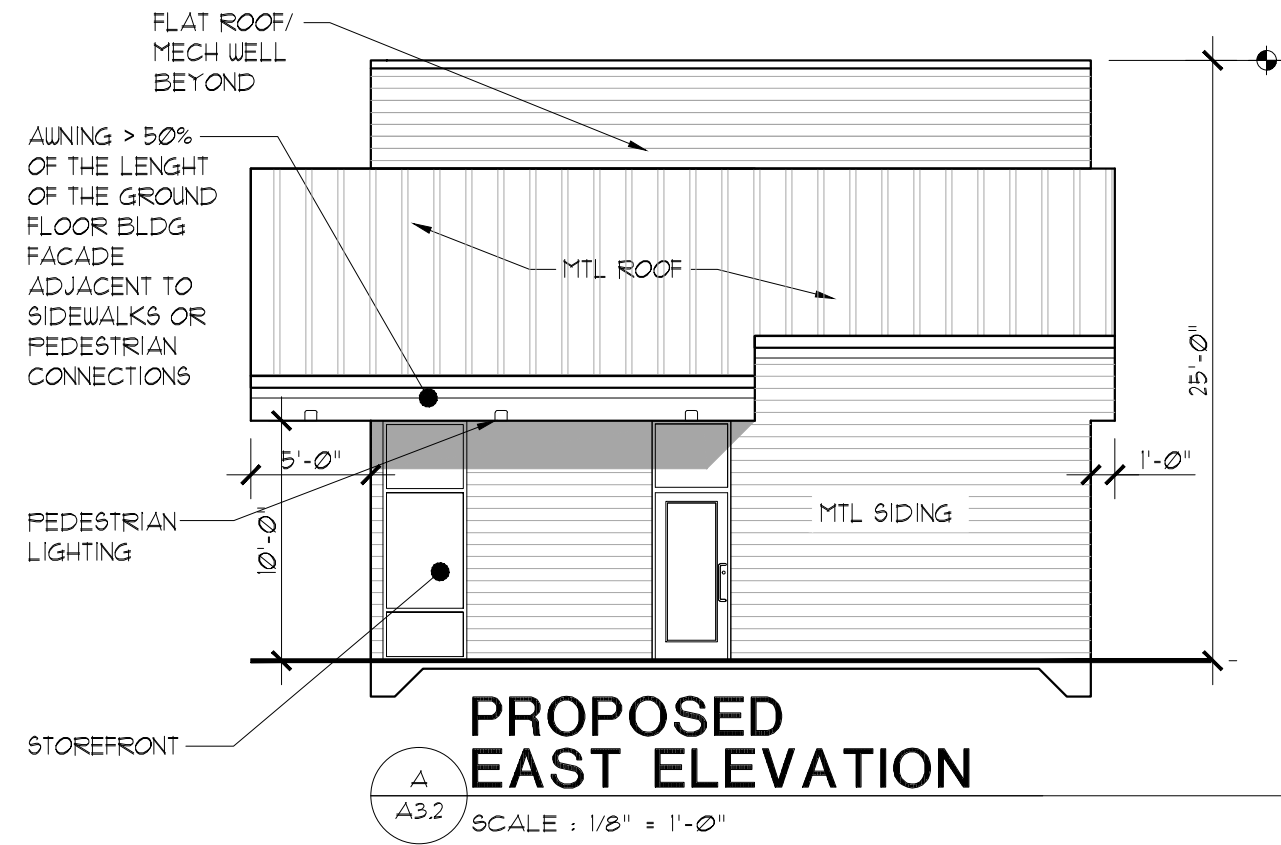 FLAT ROOF/
MECH WELL
BEYOND
AWNING > 50%
OF THE LENGHT
OF THE GROUND
FLOOR BLDG
FACADE
ADJACENT TO
SIDEWALKS OR
PEDESTRIAN
CONNECTIONS
MTL ROOF
25'-0"
5'-0"
1'-0"
10'-0"
MTL SIDING
PEDESTRIAN
LIGHTING
STOREFRONT
PROPOSED
EAST ELEVATION
A
A3.2
SCALE : 1/8" = 1'-0"